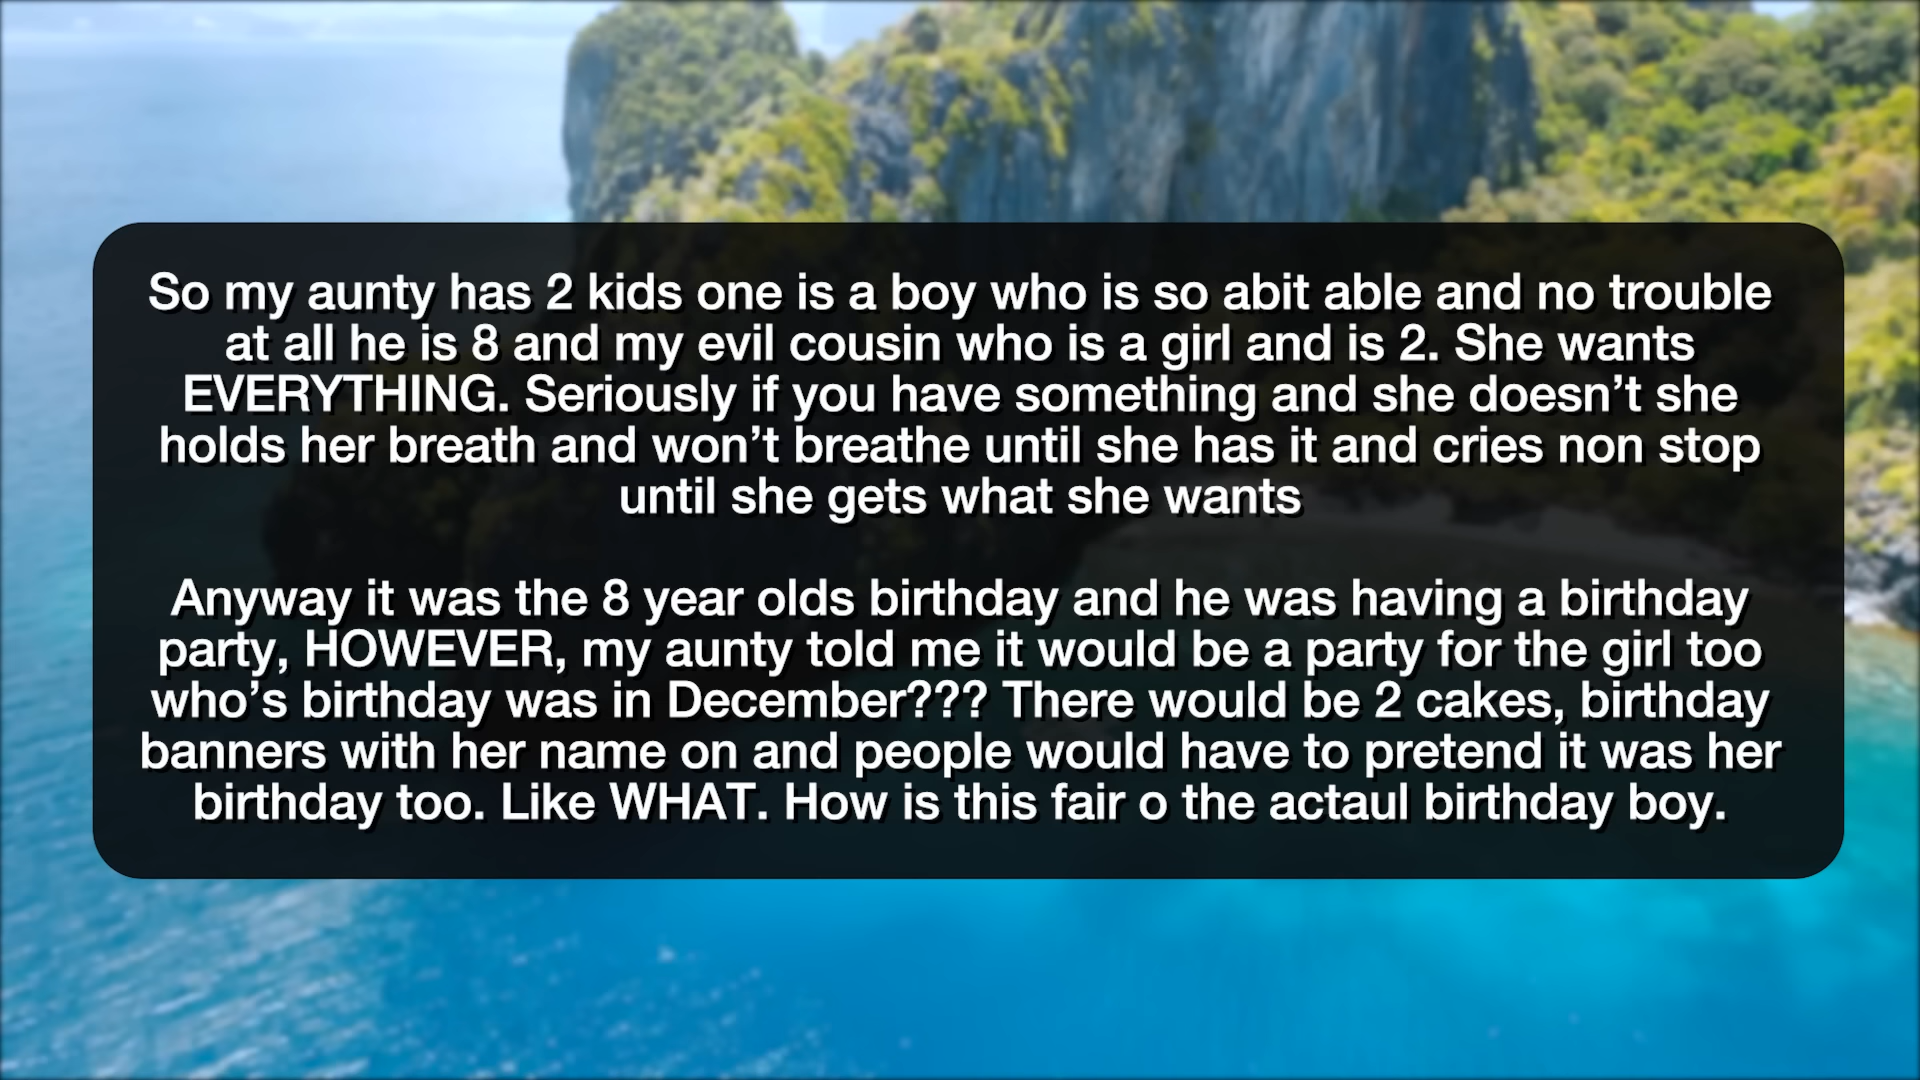 So my aunty has 2 kids one is a boy who is so abit able and no trouble
at all he is 8 and my evil cousin who is a girl and is 2. She wants
EVERYTHING. Seriously if you have something and she doesn’t she
holds her breath and won’t breathe until she has it and cries non stop
until she gets what she wants
Anyway it was the 8 year olds birthday and he was having a birthday
party, HOWEVER, my aunty told me it would be a party for the girl too
who’s birthday was in December??? There would be 2 cakes, birthday
banners with her name on and people would have to pretend it was her
birthday too. Like WHAT. How is this fair o the actaul birthday boy.